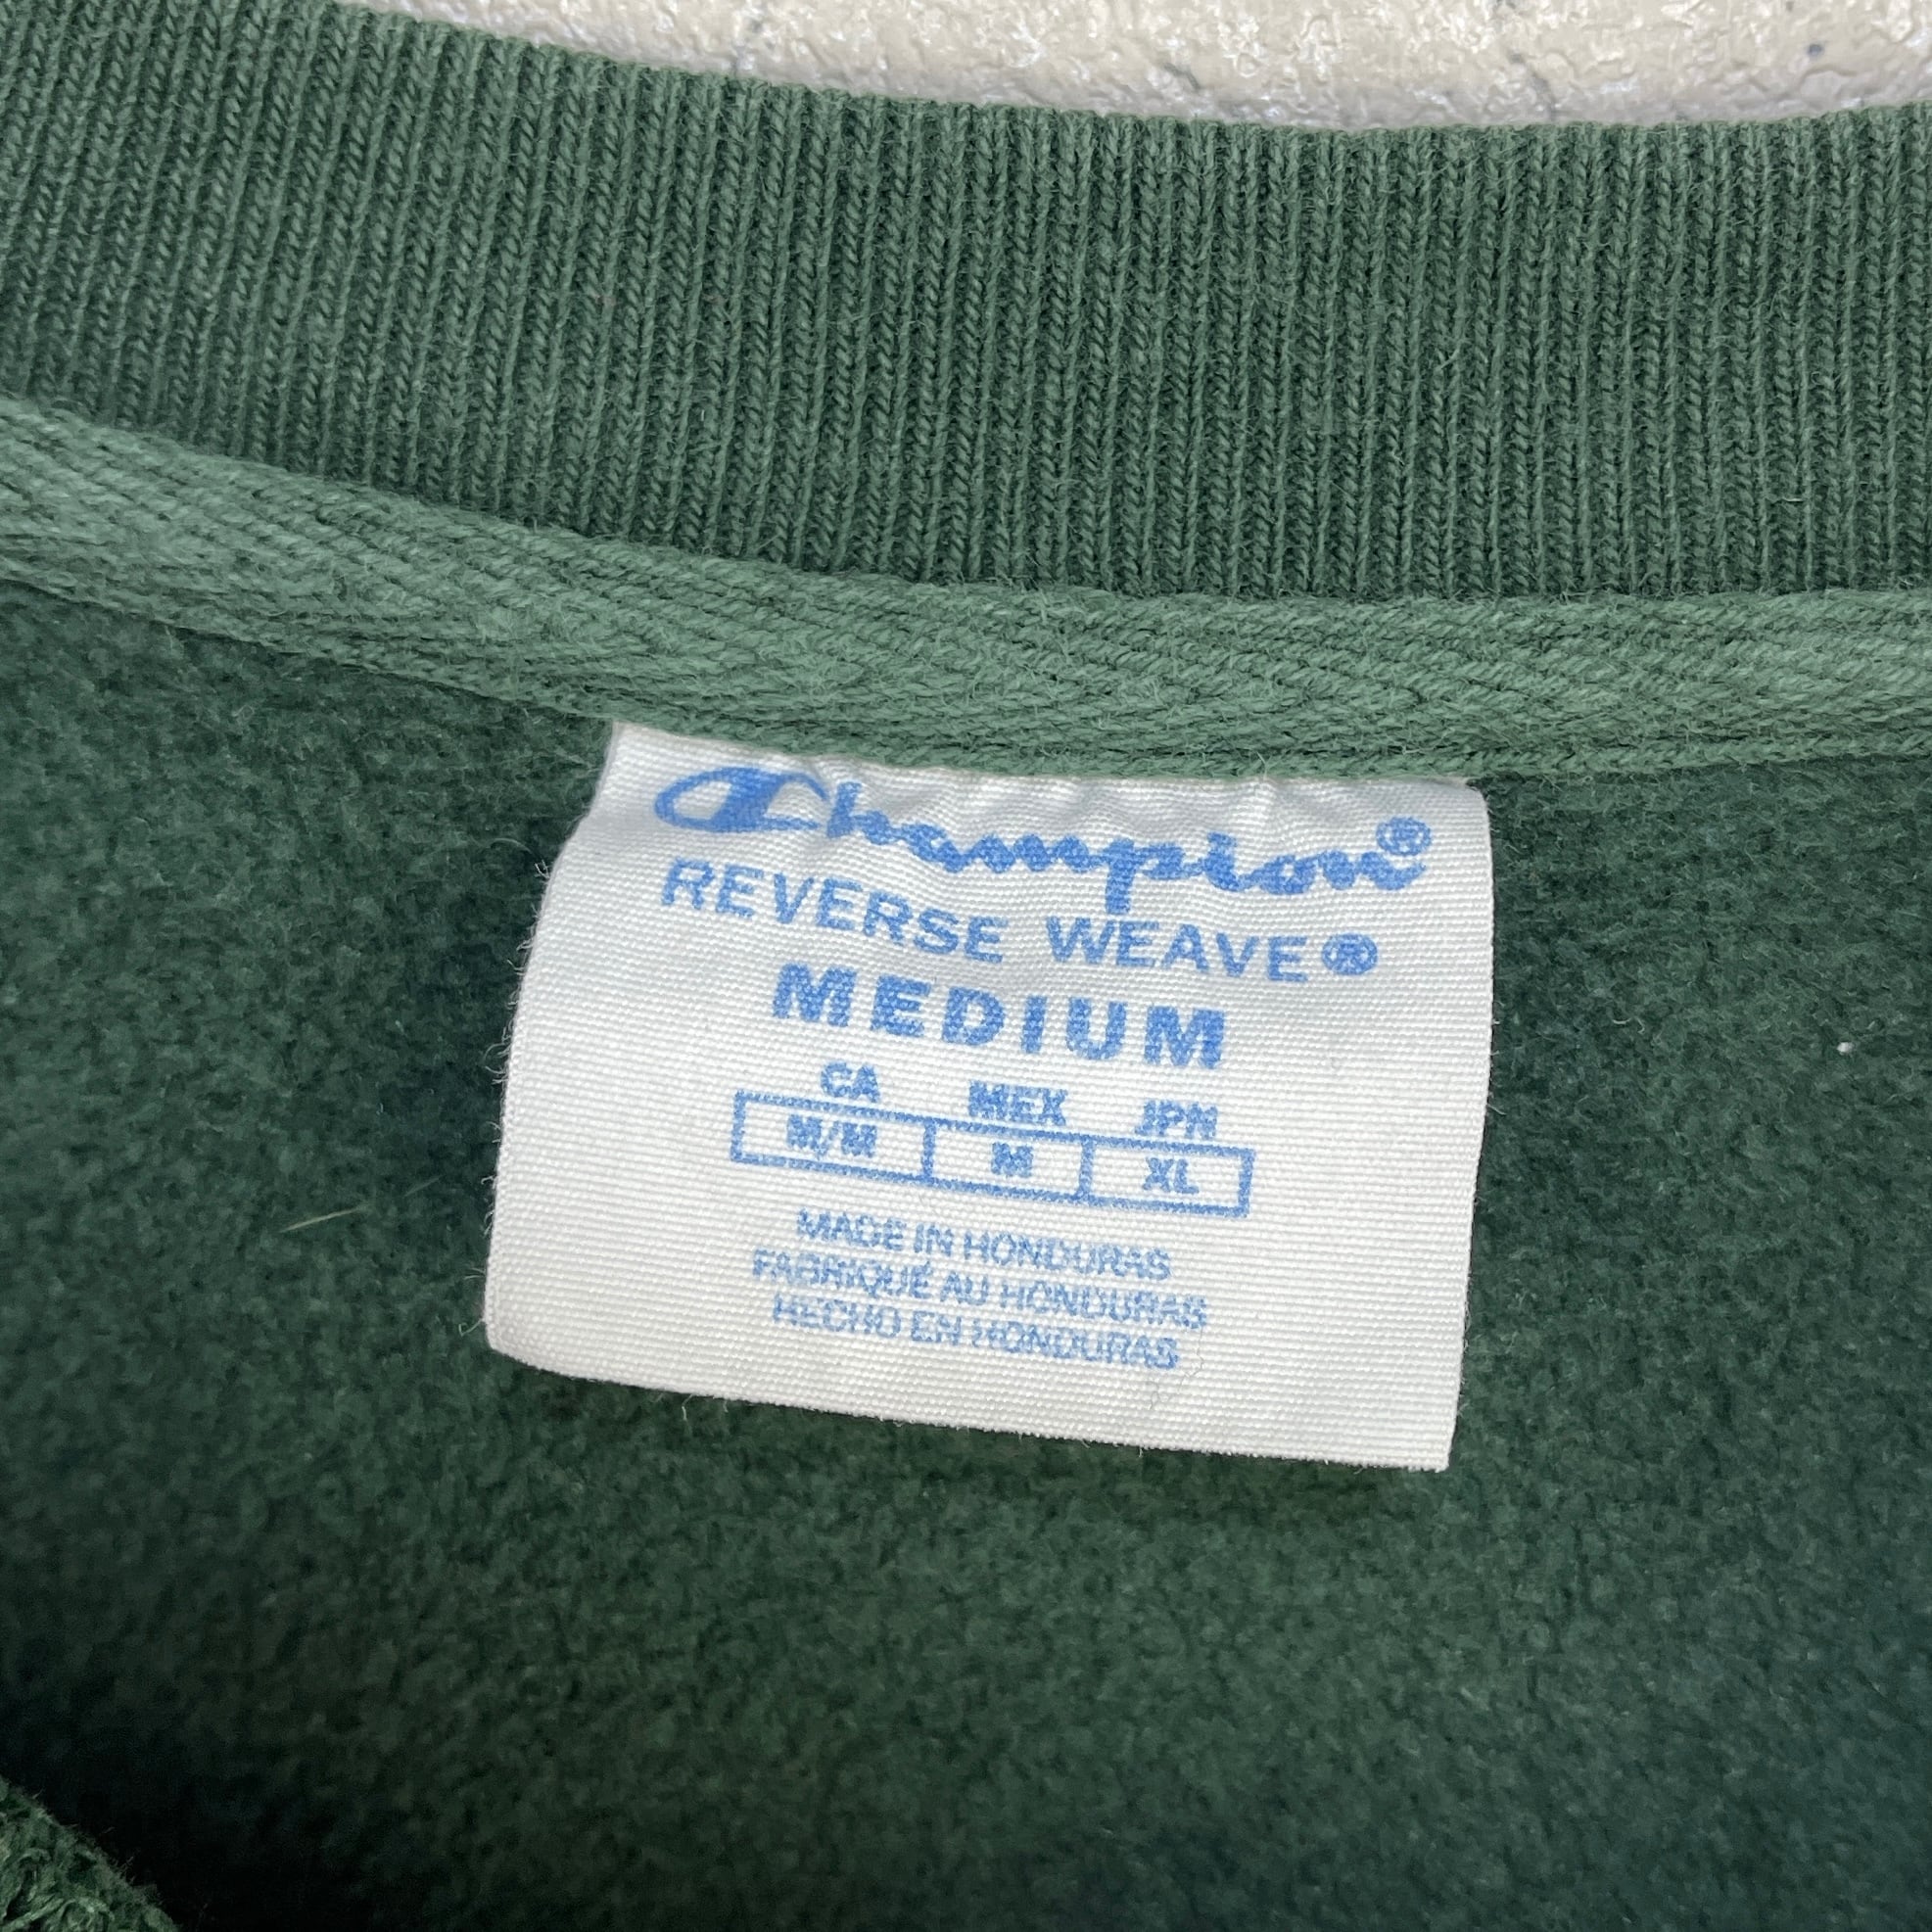 Champion®
REVERSE WEAVE®
MEDIUM
CA MEX JPN
M/M M XL
MADE IN HONDURAS
FABRIQUÉ AU HONDURAS
HECHO EN HONDURAS